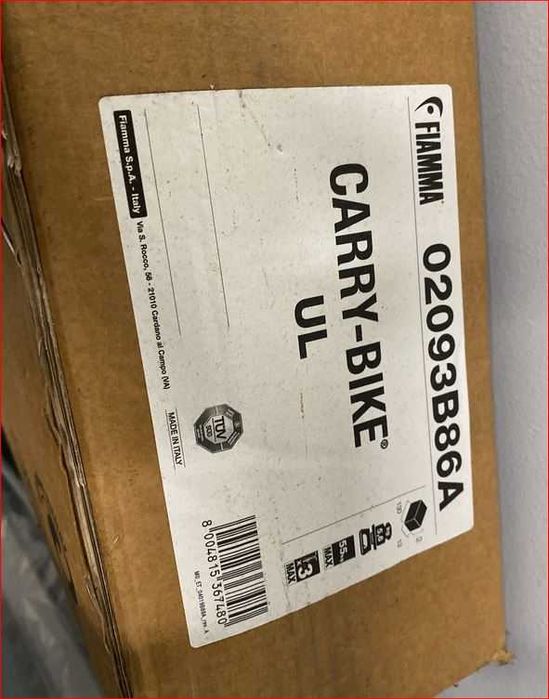 FIAMMA 02093B86A
CARRY-BIKE®
UL
Fiamma S.p.A. - Italy Via S. Rocco, 56 - 21010 Cardano al Campo (VA)
MADE IN ITALY
TÜV
MAX
MAX
8 004815 367480